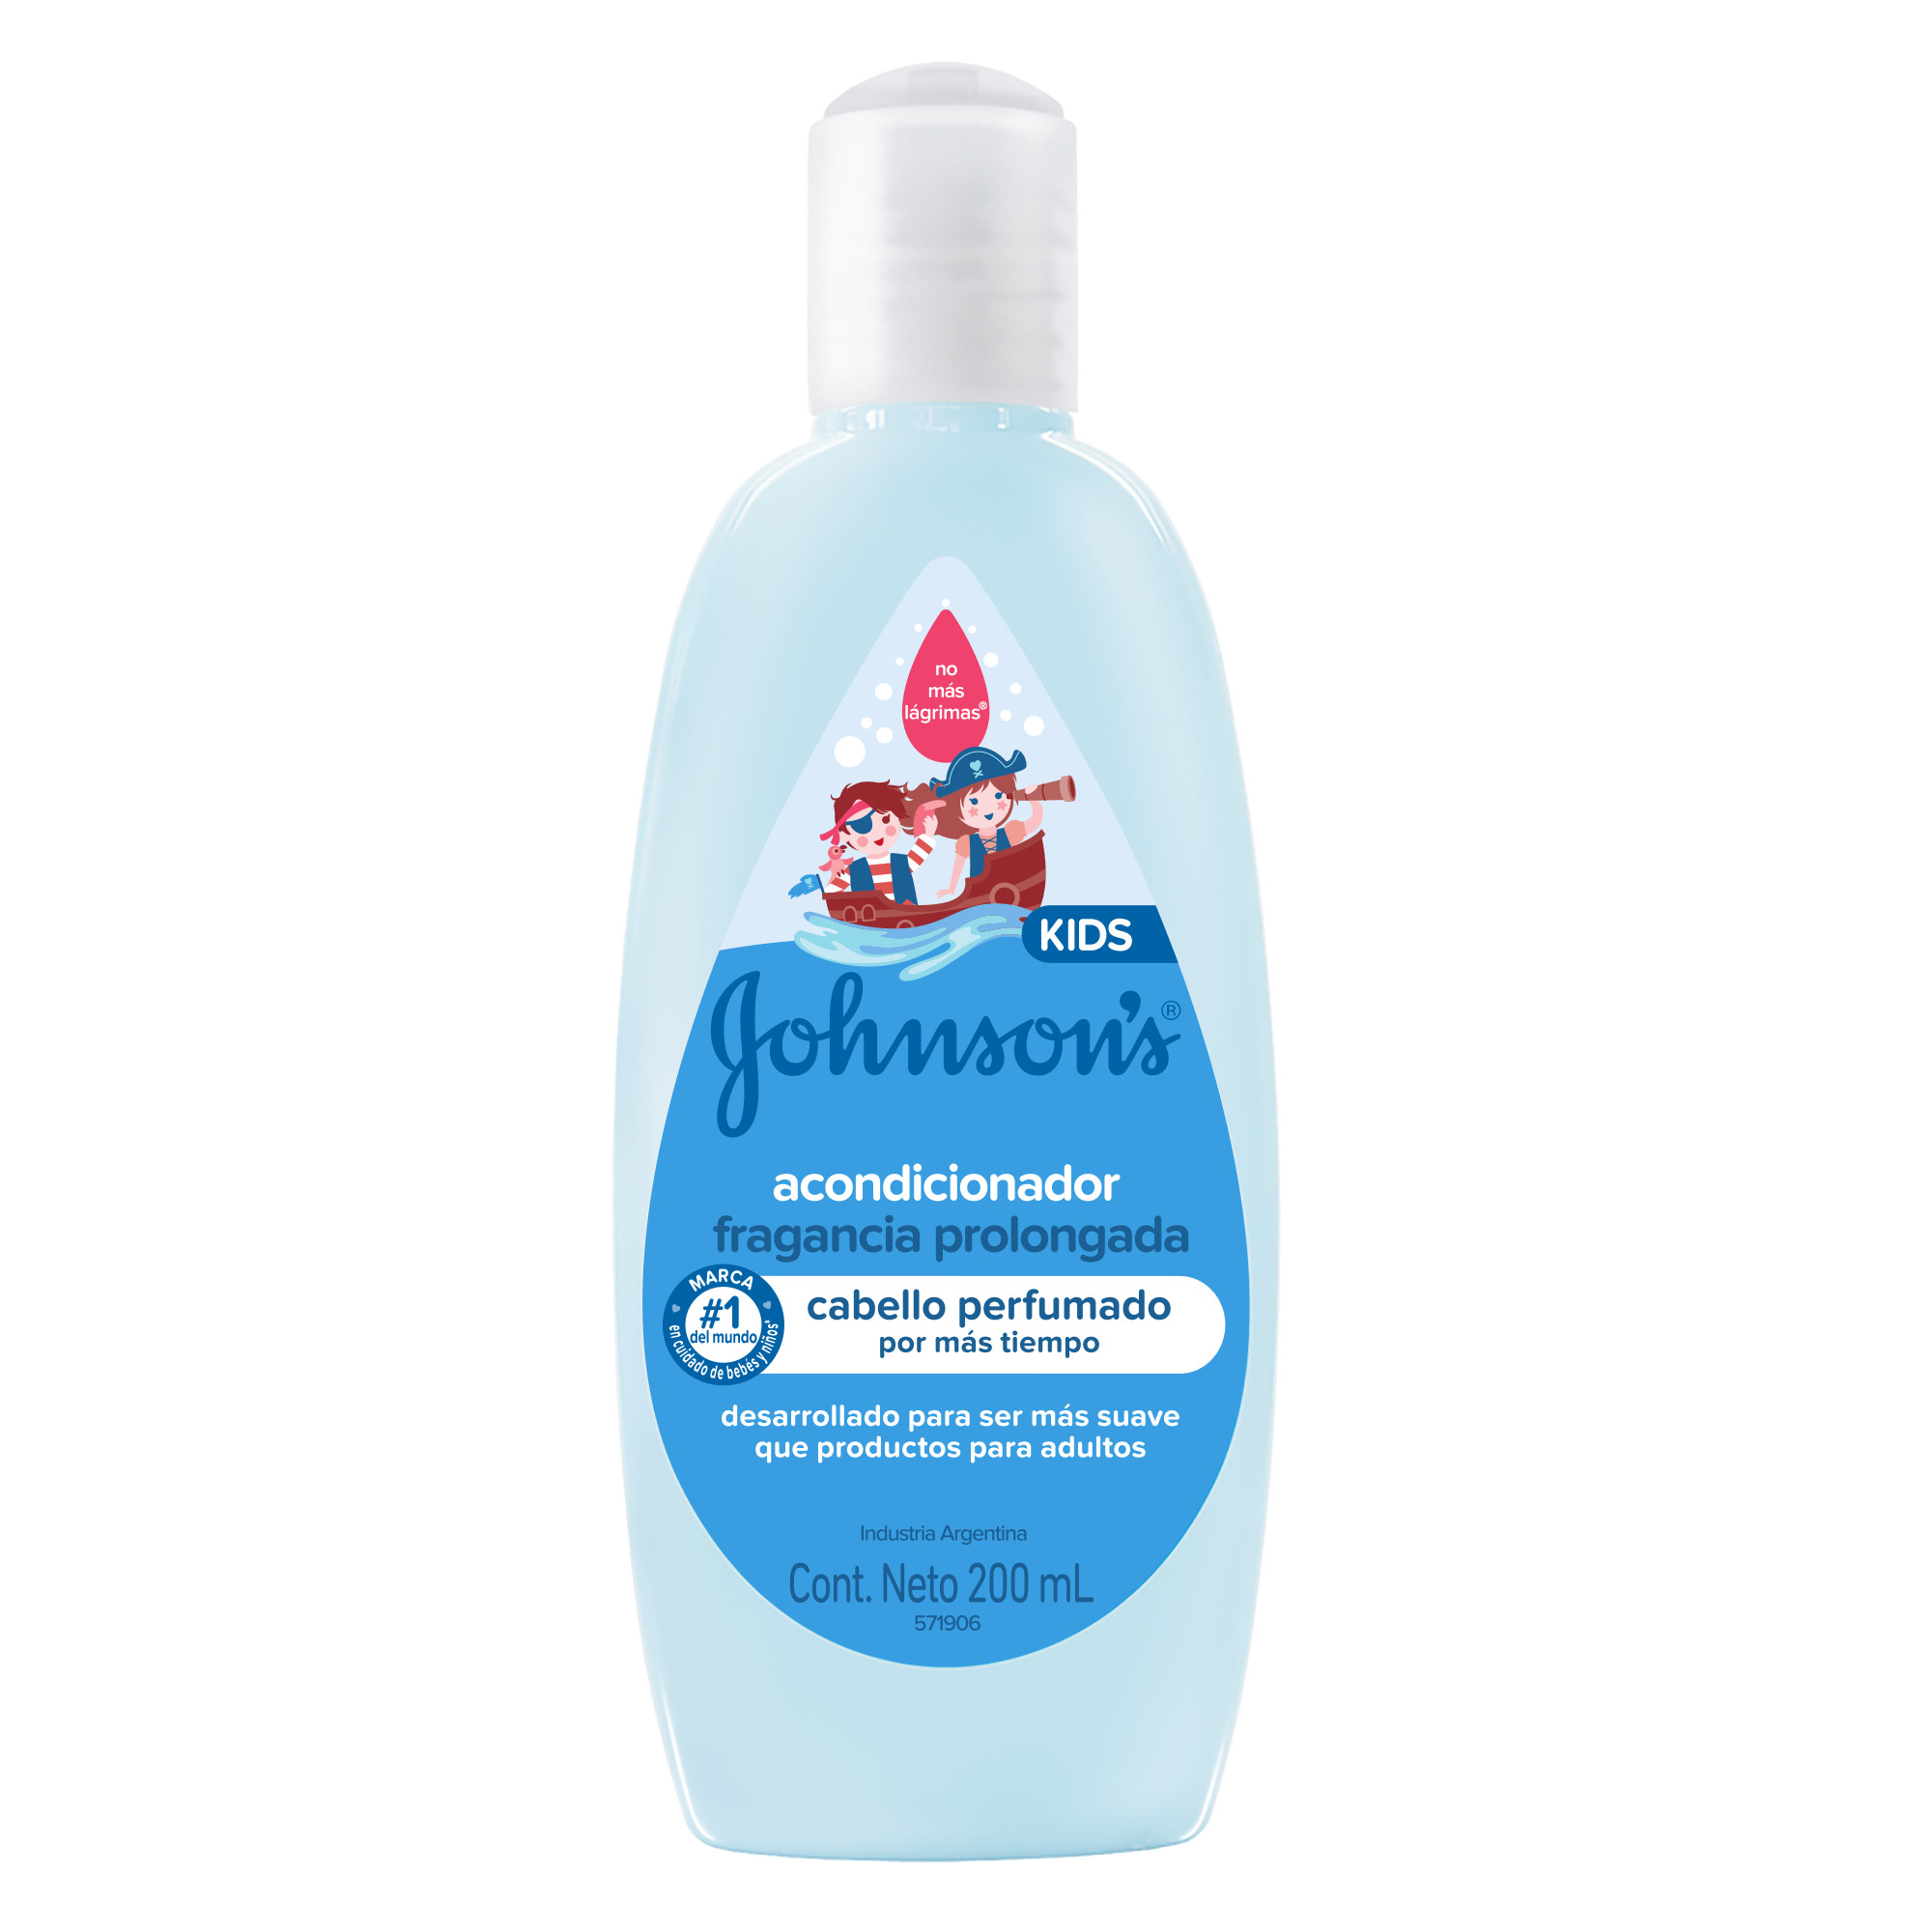 no
más
lágrimas®
KIDS
Johnson's®
acondicionador
fragancia prolongada
MARCA
#1
del mundo
en cuidado de bebés y niños*
cabello perfumado
por más tiempo
desarrollado para ser más suave
que productos para adultos
Industria Argentina
Cont. Neto 200 mL
571906